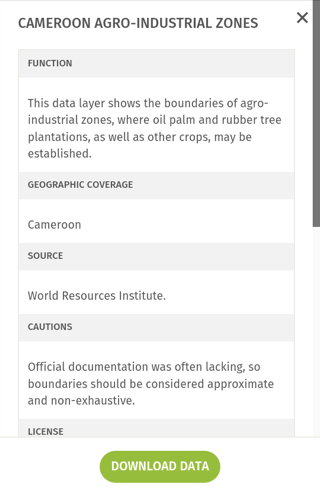 CAMEROON AGRO-INDUSTRIAL ZONES
FUNCTION
This data layer shows the boundaries of agro-
industrial zones, where oil palm and rubber tree
plantations, as well as other crops, may be
established.
GEOGRAPHIC COVERAGE
Cameroon
SOURCE
World Resources Institute.
CAUTIONS
Official documentation was often lacking, so
boundaries should be considered approximate
and non-exhaustive.
LICENSE
DOWNLOAD DATA